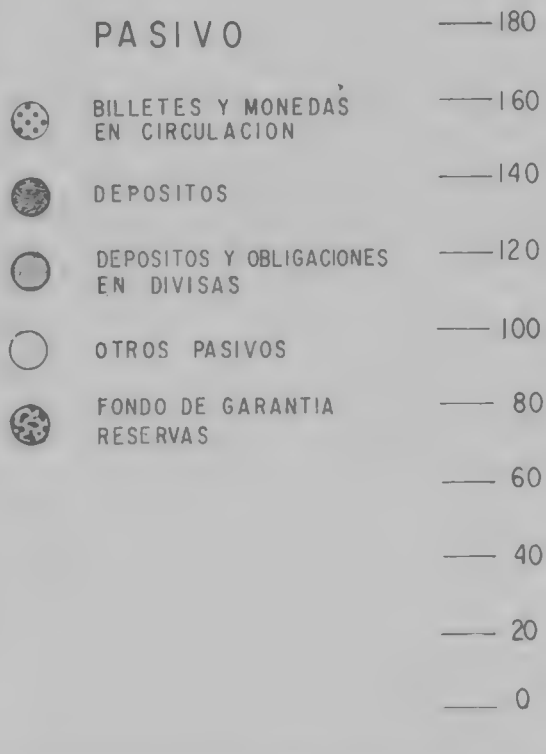 PASIVO
BILLETES Y MONEDAS
EN CIRCULACION
DEPOSITOS
DEPOSITOS Y OBLIGACIONES
EN DIVISAS
OTROS PASIVOS
FONDO DE GARANTIA
RESERVAS
180
160
140
120
100
80
60
40
20
0